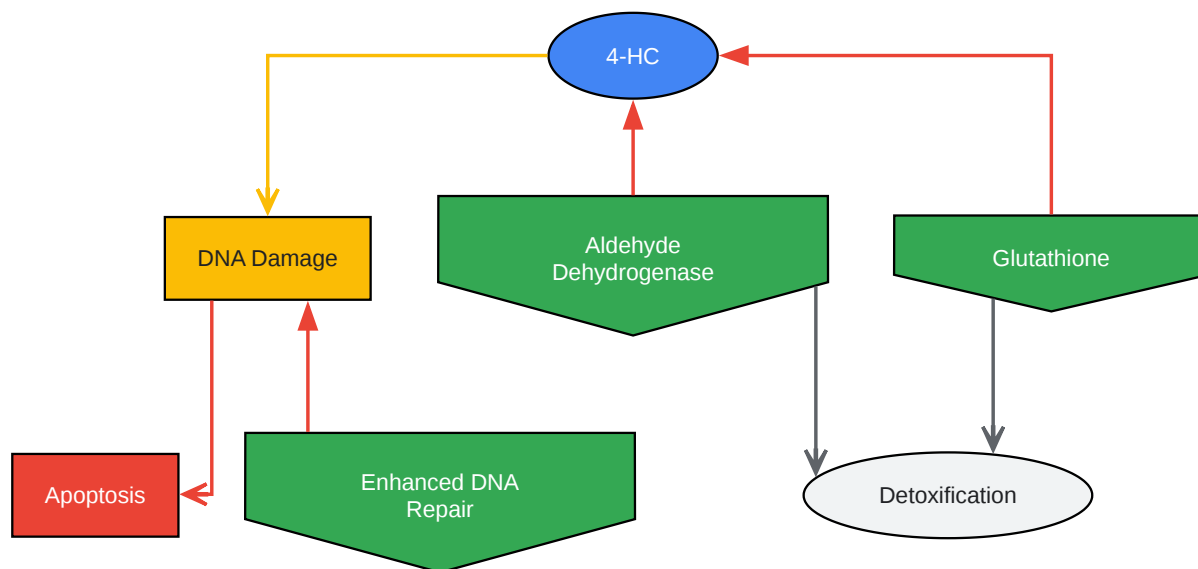 4-HC
DNA Damage
Aldehyde
Dehydrogenase
Glutathione
Apoptosis
Enhanced DNA
Repair
Detoxification